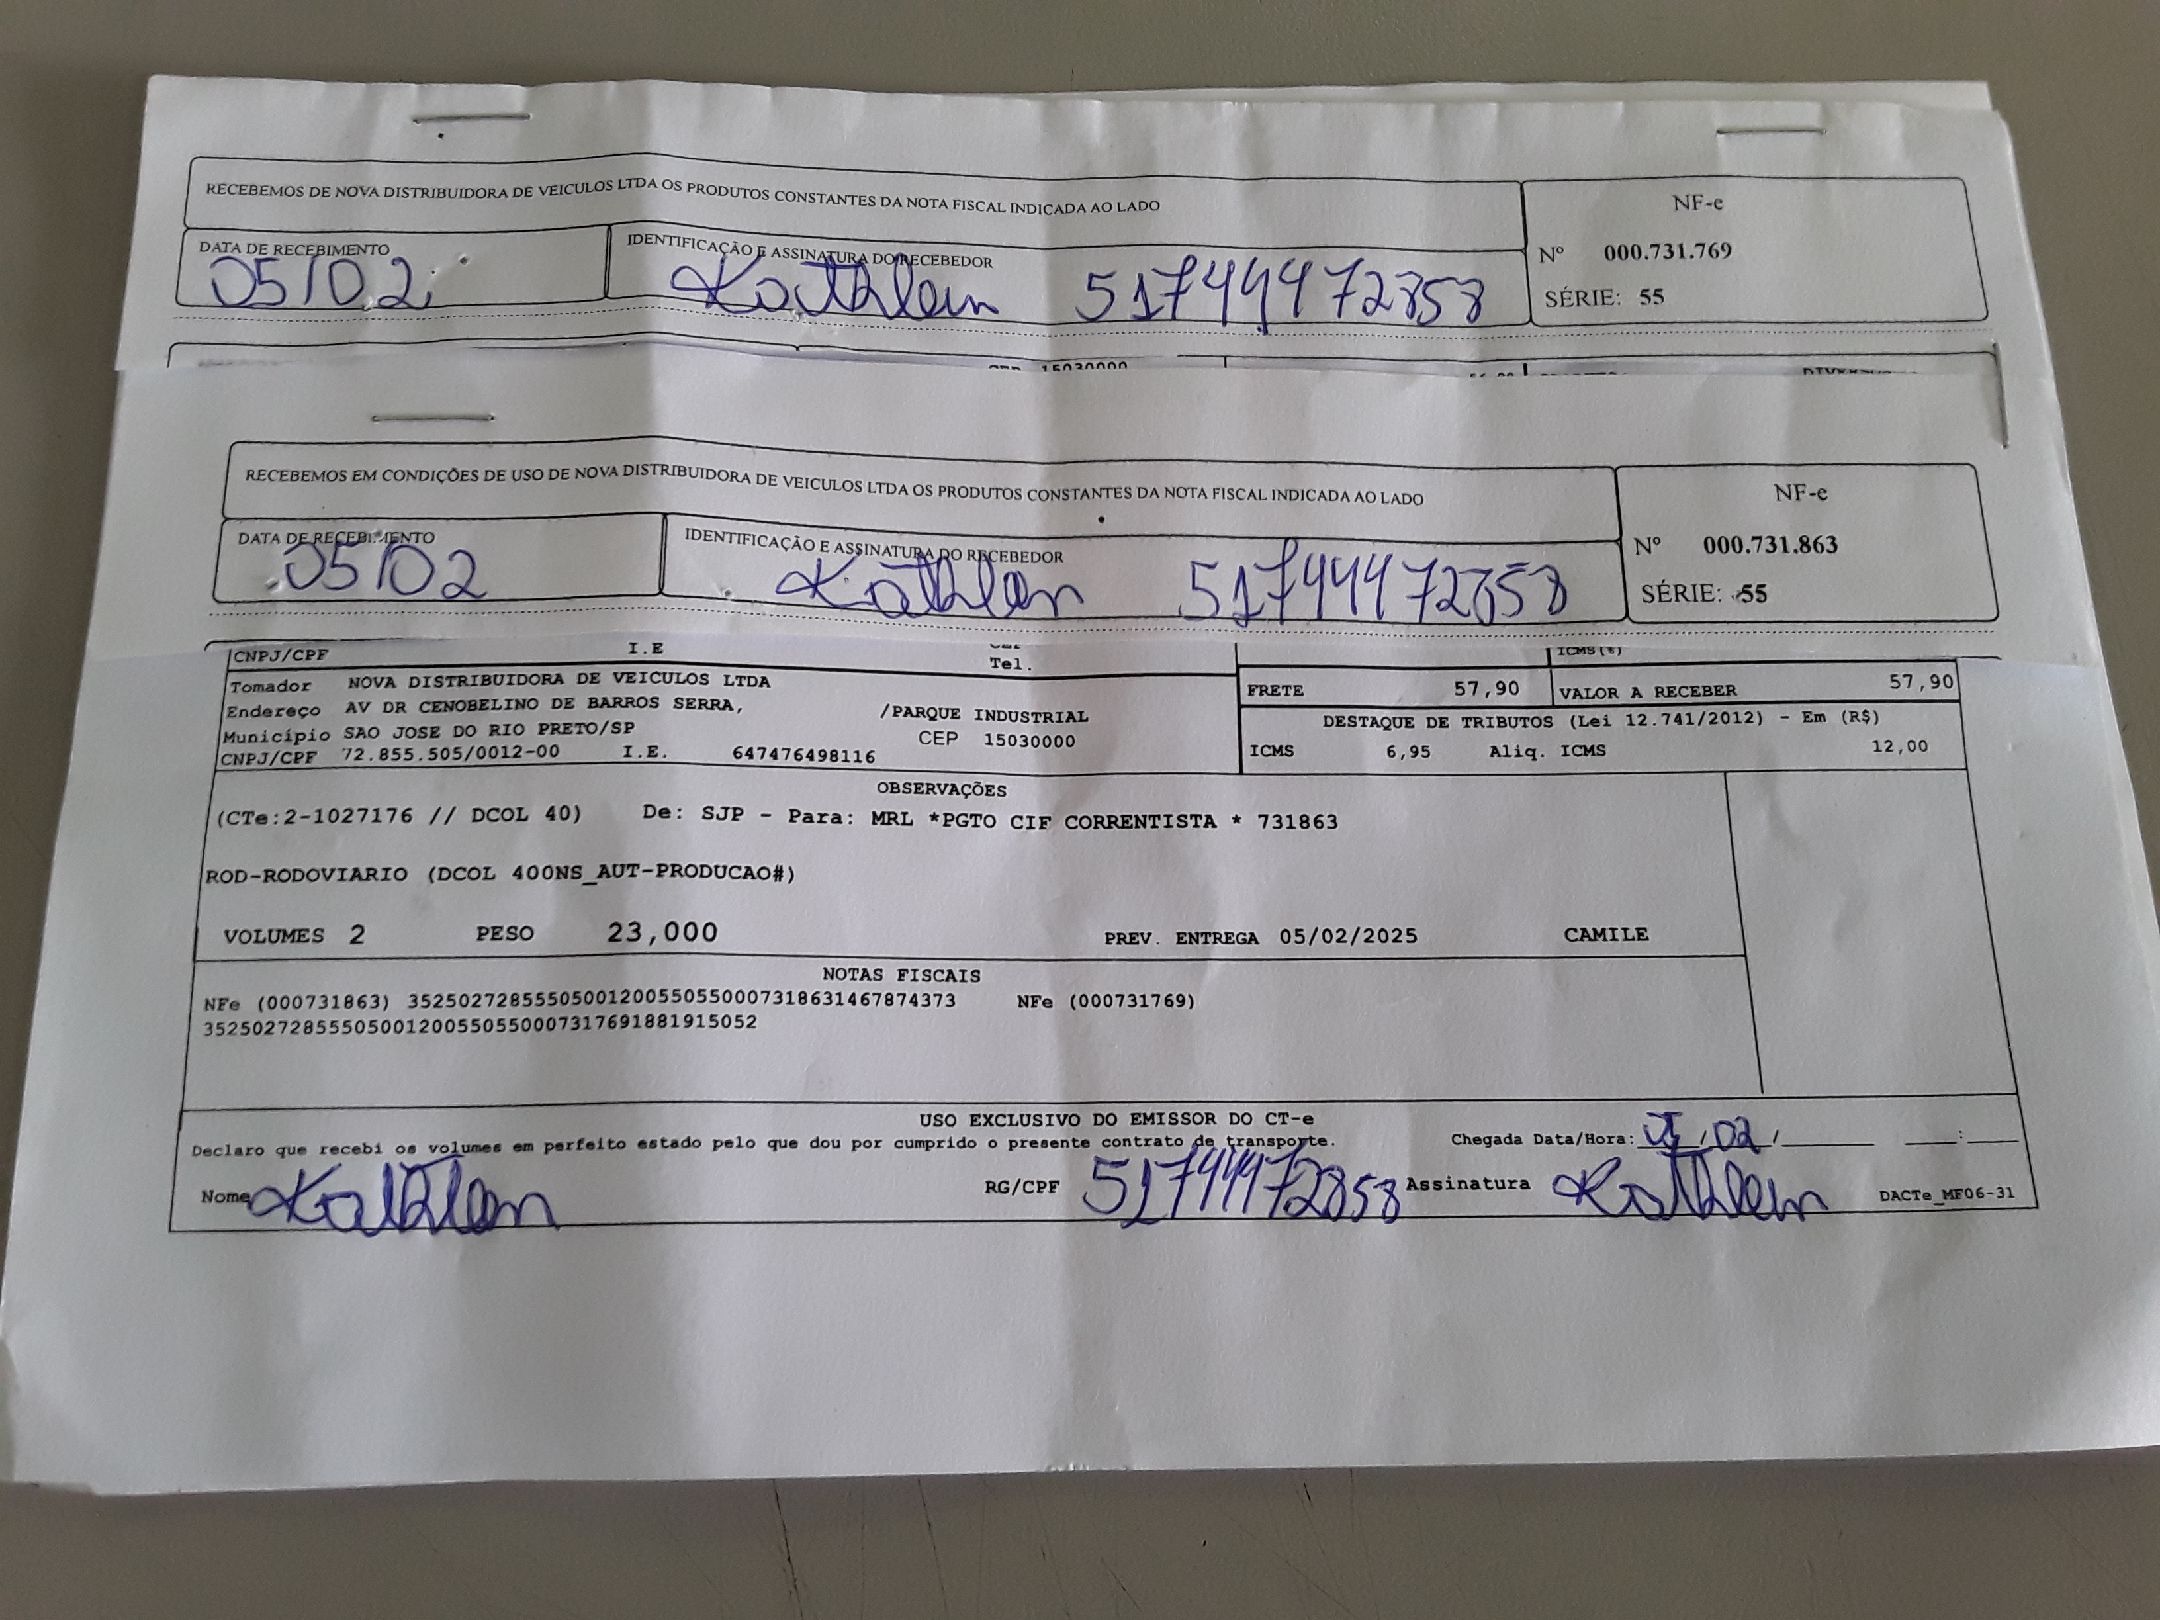 RECEBEMOS DE NOVA DISTRIBUIDORA DE VEICULOS LTDA OS PRODUTOS CONSTANTES DA NOTA FISCAL INDICADA AO LADO
NF-e
Nº 000.731.769
SÉRIE: 55
DATA DE RECEBIMENTO
05/02
IDENTIFICAÇÃO E ASSINATURA DO RECEBEDOR
Kathlein 51744472858
15030000
RECEBEMOS EM CONDIÇÕES DE USO DE NOVA DISTRIBUIDORA DE VEICULOS LTDA OS PRODUTOS CONSTANTES DA NOTA FISCAL INDICADA AO LADO
NF-e
Nº 000.731.863
SÉRIE: 55
DATA DE RECEBIMENTO
05/02
IDENTIFICAÇÃO E ASSINATURA DO RECEBEDOR
Kathlein 51744472858
CNPJ/CPF I.E Tel. ICMS(%)
Tomador NOVA DISTRIBUIDORA DE VEICULOS LTDA
Endereço AV DR CENOBELINO DE BARROS SERRA, /PARQUE INDUSTRIAL
Município SAO JOSE DO RIO PRETO/SP CEP 15030000
CNPJ/CPF 72.855.505/0012-00 I.E. 647476498116
FRETE 57,90 VALOR A RECEBER 57,90
DESTAQUE DE TRIBUTOS (Lei 12.741/2012) - Em (R$)
ICMS 6,95 Aliq. ICMS 12,00
OBSERVAÇÕES
(CTe:2-1027176 // DCOL 40) De: SJP - Para: MRL *PGTO CIF CORRENTISTA * 731863
ROD-RODOVIARIO (DCOL 400NS_AUT-PRODUCAO#)
VOLUMES 2 PESO 23,000 PREV. ENTREGA 05/02/2025 CAMILE
NOTAS FISCAIS
NFe (000731863) 35250272855505001200550550007318631467874373 NFe (000731769)
35250272855505001200550550007317691881915052
USO EXCLUSIVO DO EMISSOR DO CT-e
Declaro que recebi os volumes em perfeito estado pelo que dou por cumprido o presente contrato de transporte. Chegada Data/Hora: 05/02/ :
Nome Kathlein RG/CPF 51744472858 Assinatura Kathlein DACTe_MF06-31